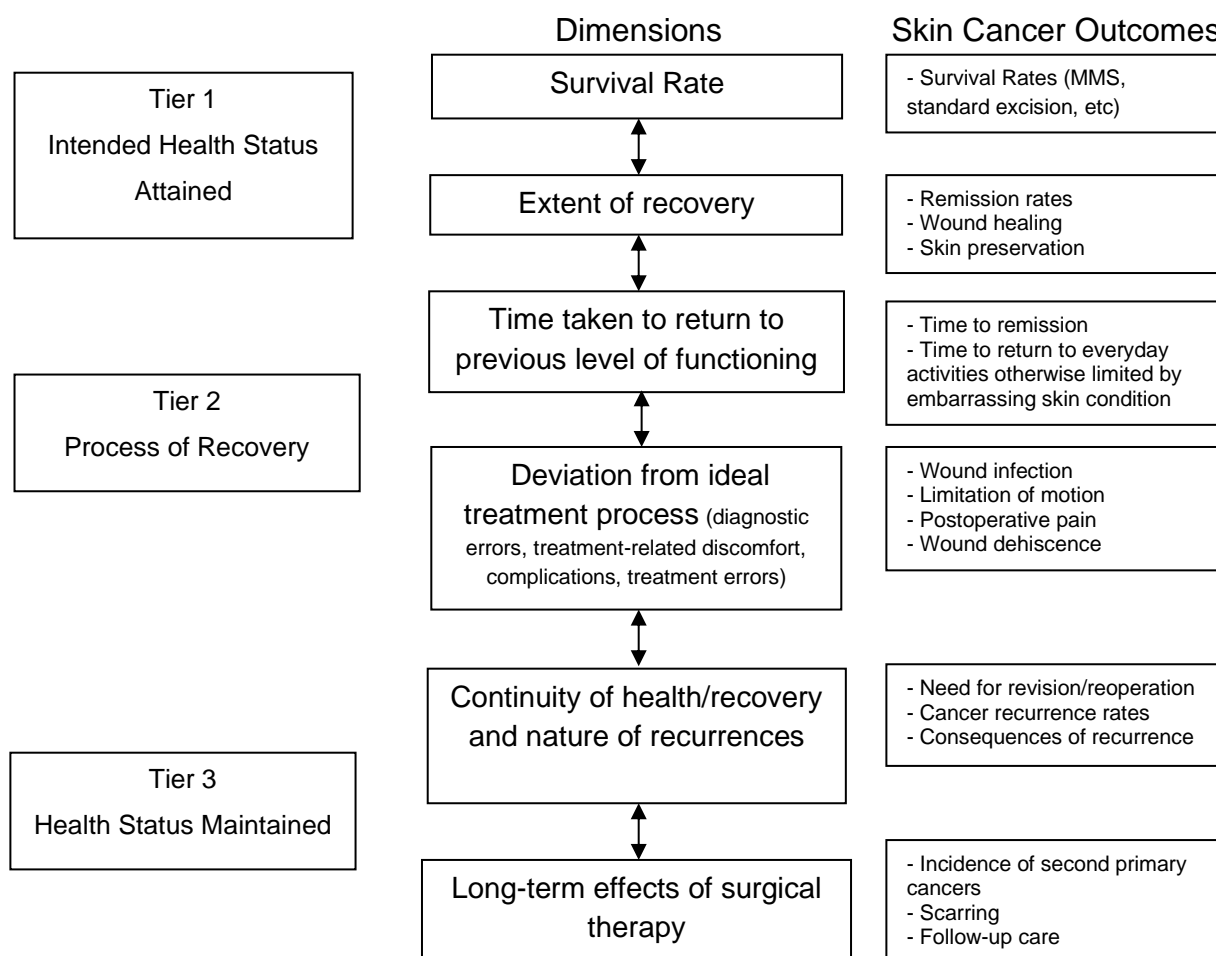 Dimensions
Skin Cancer Outcomes
Tier 1
Intended Health Status
Attained
Survival Rate
- Survival Rates (MMS,
standard excision, etc)
Extent of recovery
- Remission rates
- Wound healing
- Skin preservation
Tier 2
Process of Recovery
Time taken to return to
previous level of functioning
- Time to remission
- Time to return to everyday
activities otherwise limited by
embarrassing skin condition
Deviation from ideal
treatment process (diagnostic
errors, treatment-related discomfort,
complications, treatment errors)
- Wound infection
- Limitation of motion
- Postoperative pain
- Wound dehiscence
Tier 3
Health Status Maintained
Continuity of health/recovery
and nature of recurrences
- Need for revision/reoperation
- Cancer recurrence rates
- Consequences of recurrence
Long-term effects of surgical
therapy
- Incidence of second primary
cancers
- Scarring
- Follow-up care